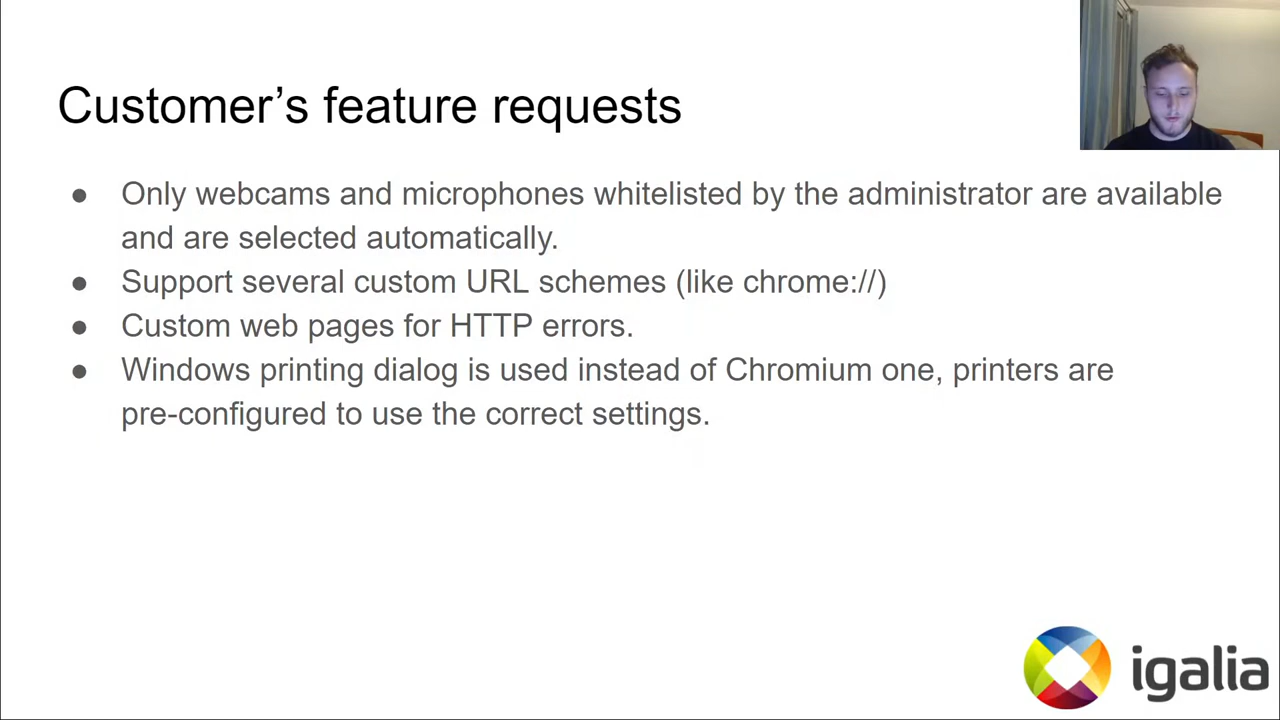 Customer’s feature requests
● Only webcams and microphones whitelisted by the administrator are available
and are selected automatically.
● Support several custom URL schemes (like chrome://)
● Custom web pages for HTTP errors.
● Windows printing dialog is used instead of Chromium one, printers are
pre-configured to use the correct settings.
igalia